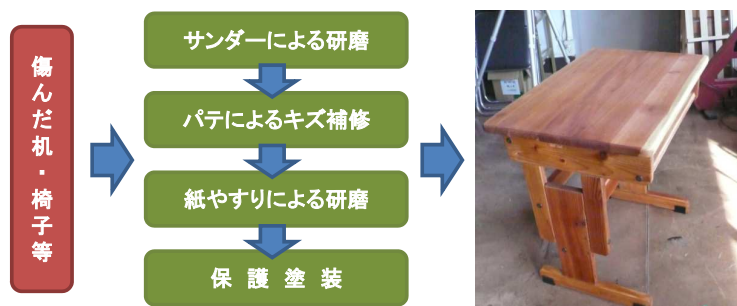 傷んだ机・椅子等
サンダーによる研磨
パテによるキズ補修
紙やすりによる研磨
保 護 塗 装